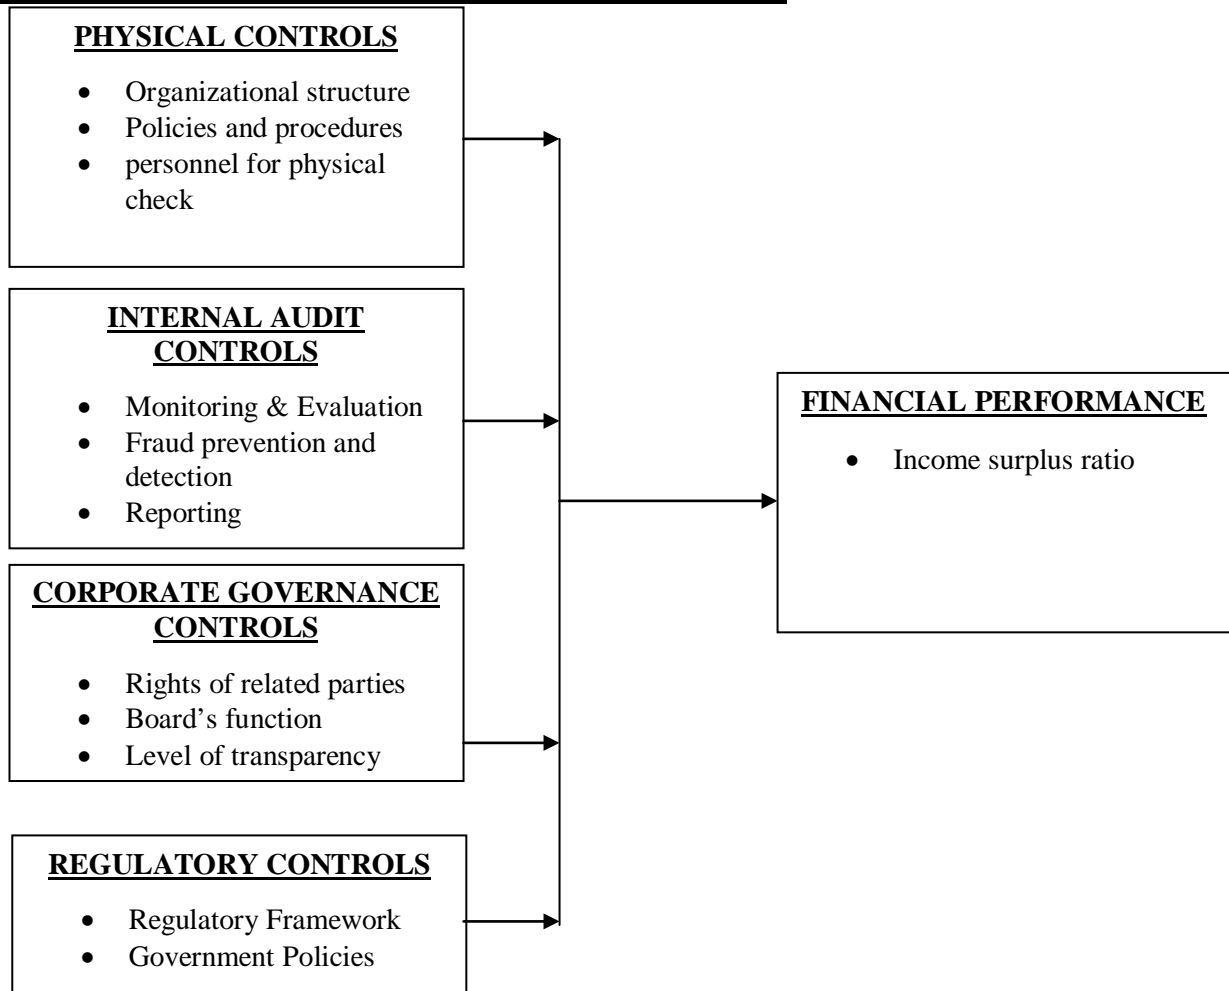 PHYSICAL CONTROLS
• Organizational structure
• Policies and procedures
• personnel for physical
check
INTERNAL AUDIT
CONTROLS
• Monitoring & Evaluation
• Fraud prevention and
detection
• Reporting
CORPORATE GOVERNANCE
CONTROLS
• Rights of related parties
• Board’s function
• Level of transparency
REGULATORY CONTROLS
• Regulatory Framework
• Government Policies
FINANCIAL PERFORMANCE
• Income surplus ratio